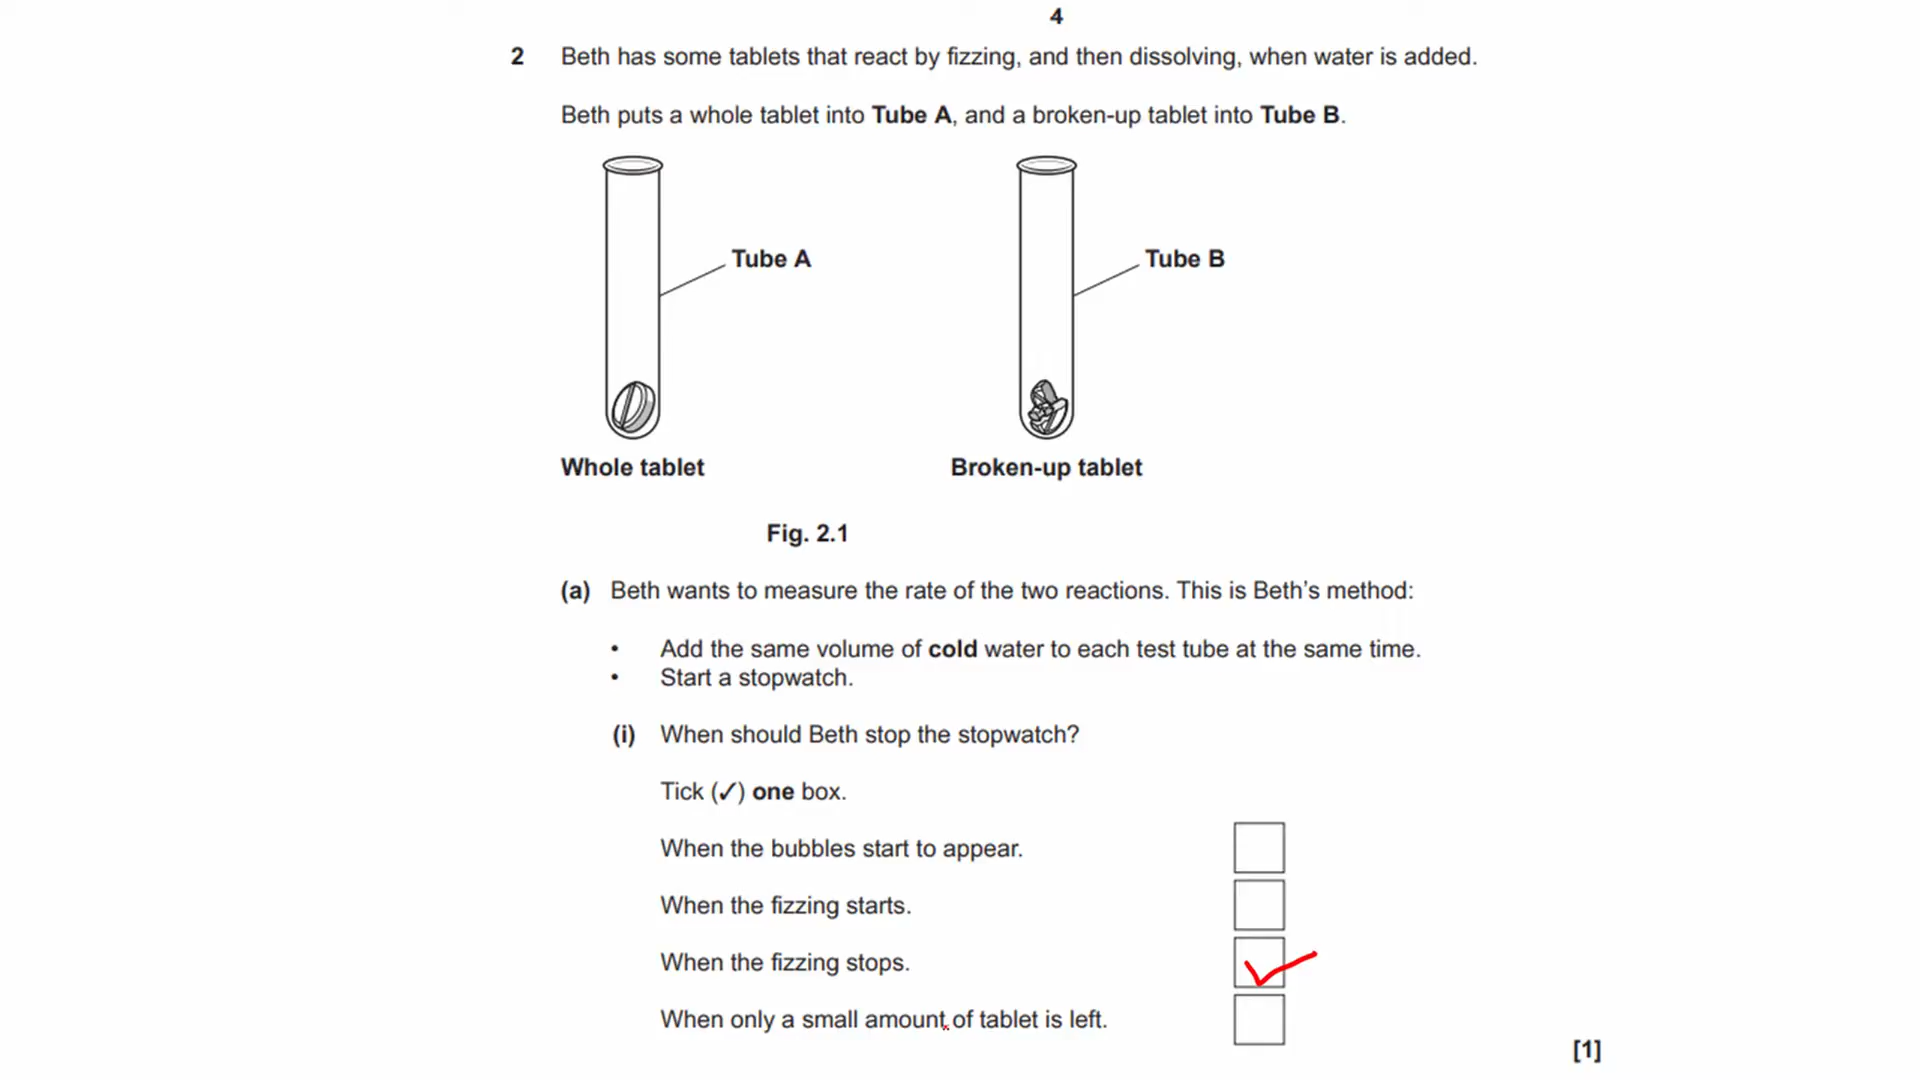 4
2 Beth has some tablets that react by fizzing, and then dissolving, when water is added.
Beth puts a whole tablet into Tube A, and a broken-up tablet into Tube B.
Tube A
Tube B
Whole tablet
Broken-up tablet
Fig. 2.1
(a) Beth wants to measure the rate of the two reactions. This is Beth's method:
• Add the same volume of cold water to each test tube at the same time.
• Start a stopwatch.
(i) When should Beth stop the stopwatch?
Tick (✓) one box.
When the bubbles start to appear.
When the fizzing starts.
When the fizzing stops.
When only a small amount of tablet is left.
[1]